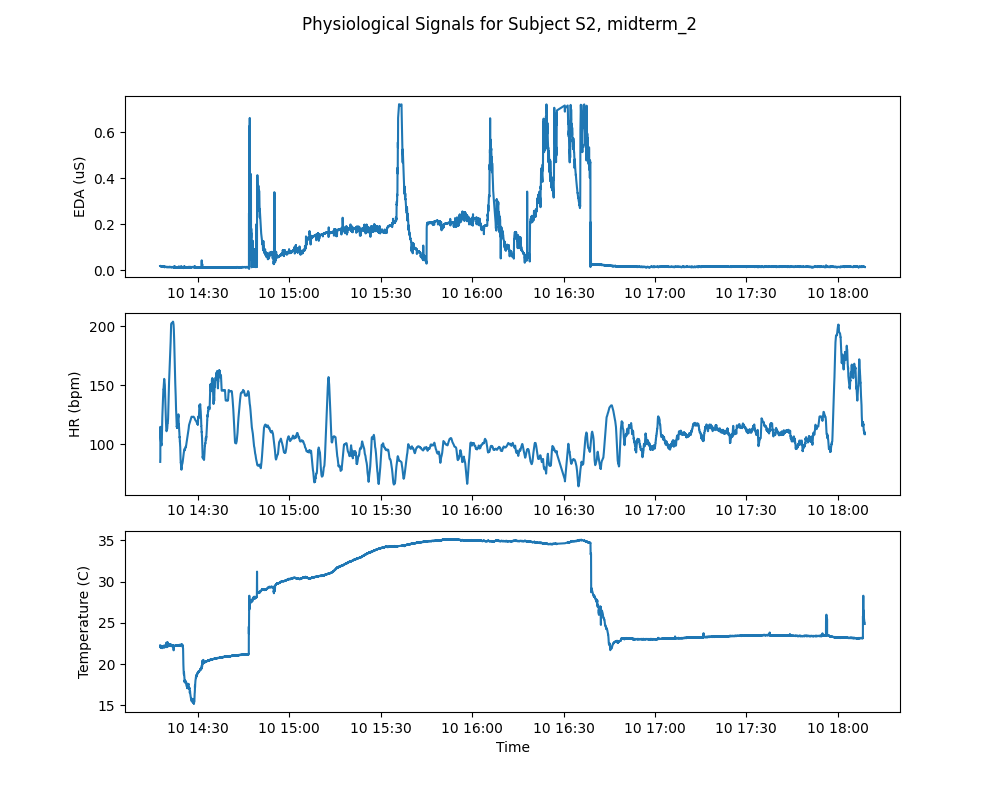 Physiological Signals for Subject S2, midterm_2
EDA (uS)
0.6
0.4
0.2
0.0
10 14:30 10 15:00 10 15:30 10 16:00 10 16:30 10 17:00 10 17:30 10 18:00
HR (bpm)
200
150
100
10 14:30 10 15:00 10 15:30 10 16:00 10 16:30 10 17:00 10 17:30 10 18:00
Temperature (C)
35
30
25
20
15
10 14:30 10 15:00 10 15:30 10 16:00 10 16:30 10 17:00 10 17:30 10 18:00
Time